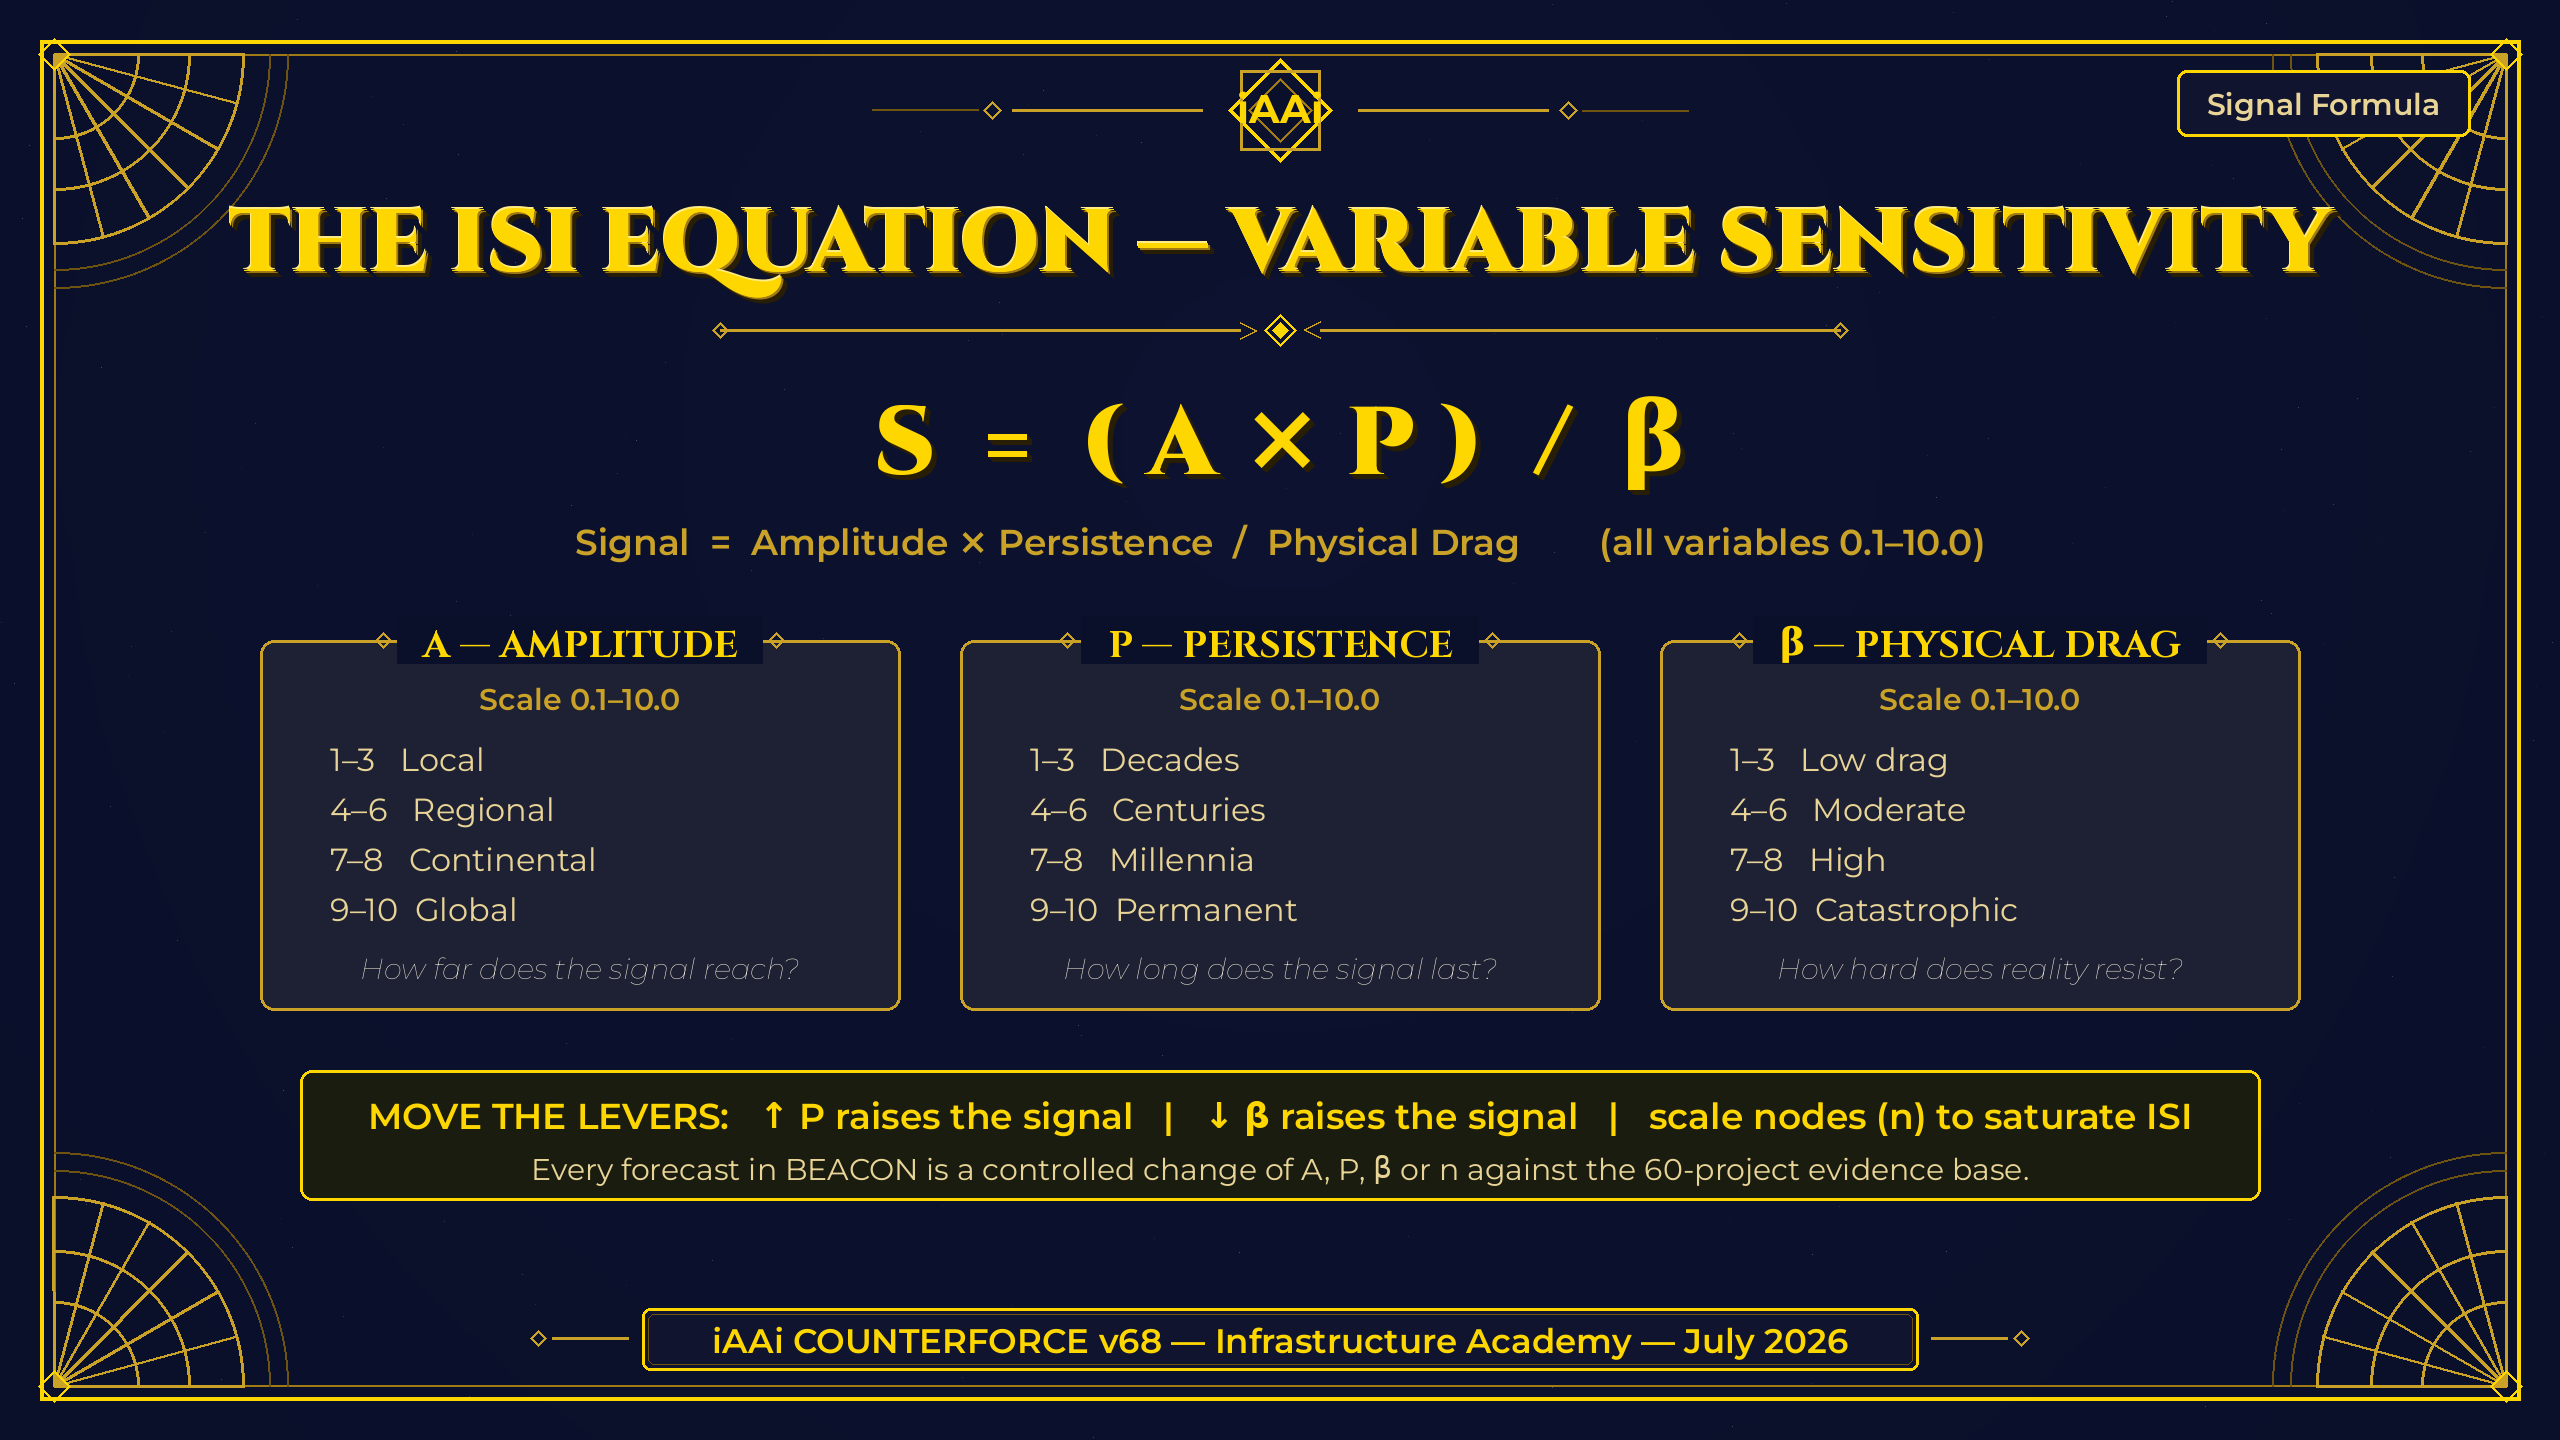 iAAi
Signal Formula
THE ISI EQUATION — VARIABLE SENSITIVITY
S = (A × P) / β
Signal = Amplitude × Persistence / Physical Drag (all variables 0.1–10.0)
A — AMPLITUDE
Scale 0.1–10.0
1–3 Local
4–6 Regional
7–8 Continental
9–10 Global
How far does the signal reach?
P — PERSISTENCE
Scale 0.1–10.0
1–3 Decades
4–6 Centuries
7–8 Millennia
9–10 Permanent
How long does the signal last?
β — PHYSICAL DRAG
Scale 0.1–10.0
1–3 Low drag
4–6 Moderate
7–8 High
9–10 Catastrophic
How hard does reality resist?
MOVE THE LEVERS: ↑ P raises the signal | ↓ β raises the signal | scale nodes (n) to saturate ISI
Every forecast in BEACON is a controlled change of A, P, β or n against the 60-project evidence base.
iAAi COUNTERFORCE v68 — Infrastructure Academy — July 2026